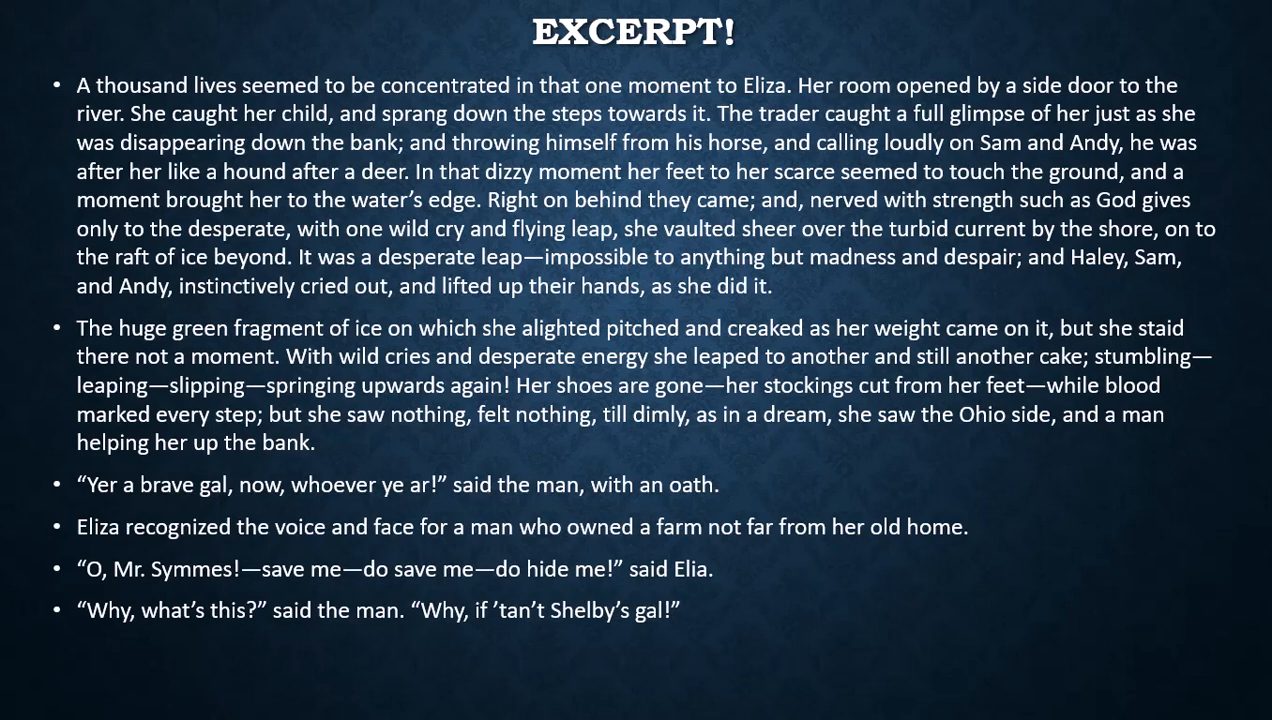 EXCERPT!
• A thousand lives seemed to be concentrated in that one moment to Eliza. Her room opened by a side door to the
river. She caught her child, and sprang down the steps towards it. The trader caught a full glimpse of her just as she
was disappearing down the bank; and throwing himself from his horse, and calling loudly on Sam and Andy, he was
after her like a hound after a deer. In that dizzy moment her feet to her scarce seemed to touch the ground, and a
moment brought her to the water’s edge. Right on behind they came; and, nerved with strength such as God gives
only to the desperate, with one wild cry and flying leap, she vaulted sheer over the turbid current by the shore, on to
the raft of ice beyond. It was a desperate leap—impossible to anything but madness and despair; and Haley, Sam,
and Andy, instinctively cried out, and lifted up their hands, as she did it.
• The huge green fragment of ice on which she alighted pitched and creaked as her weight came on it, but she staid
there not a moment. With wild cries and desperate energy she leaped to another and still another cake; stumbling—
leaping—slipping—springing upwards again! Her shoes are gone—her stockings cut from her feet—while blood
marked every step; but she saw nothing, felt nothing, till dimly, as in a dream, she saw the Ohio side, and a man
helping her up the bank.
• “Yer a brave gal, now, whoever ye ar!” said the man, with an oath.
• Eliza recognized the voice and face for a man who owned a farm not far from her old home.
• “O, Mr. Symmes!—save me—do save me—do hide me!” said Elia.
• “Why, what’s this?” said the man. “Why, if ’tan’t Shelby’s gal!”